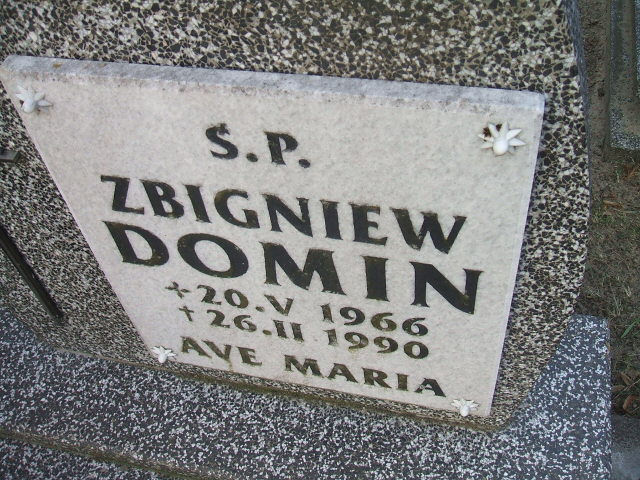 S.P.
ZBIGNIEW
DOMIN
✣20.V 1966
†26.II 1990
AVE MARIA